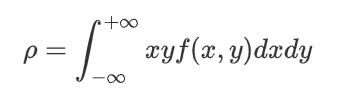 ρ = ∫_{−∞}^{+∞} xyf(x, y)dxdy